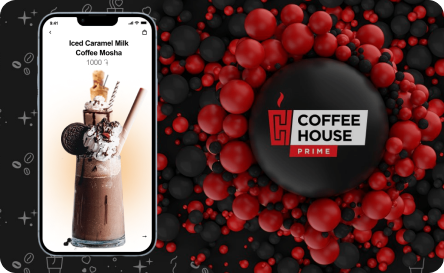 Iced Caramel Milk
Coffee Mosha
1000 ֏
COFFEE
HOUSE
PRIME